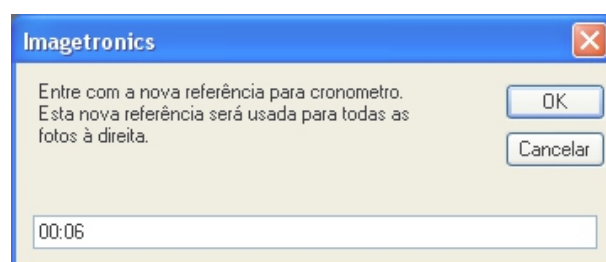 Imagetronics
Entre com a nova referência para cronometro.
Esta nova referência será usada para todas as
fotos à direita.
OK
Cancelar
00:06